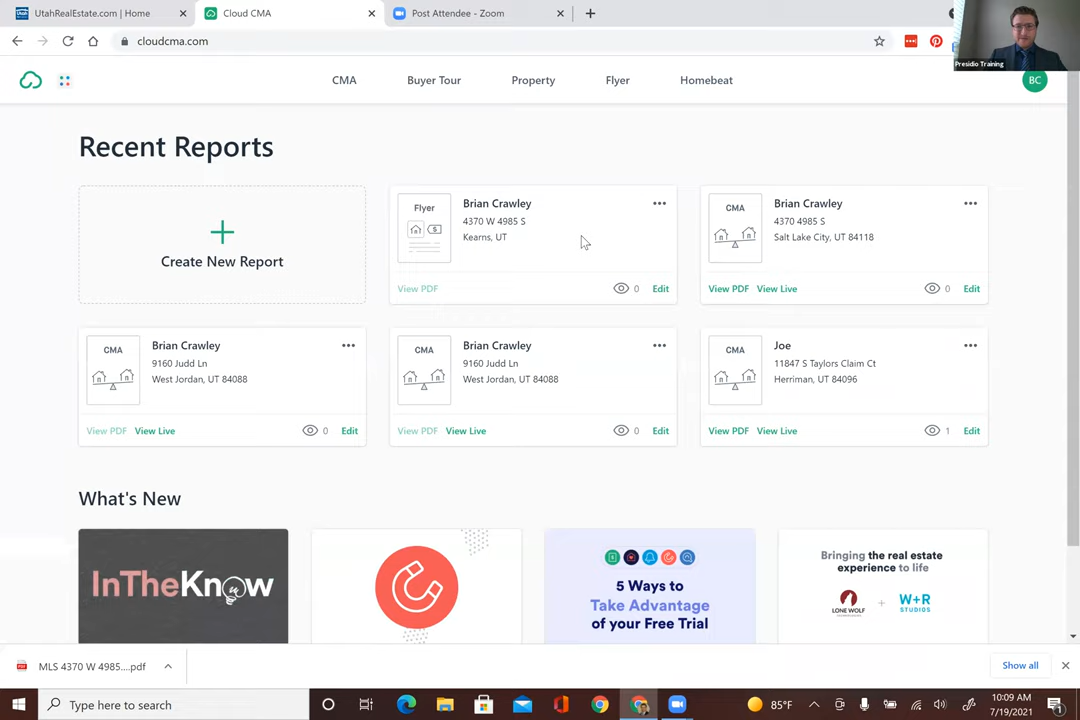 UtahRealEstate.com | Home
Cloud CMA
Post Attendee - Zoom
cloudcma.com
Presidio Training
CMA
Buyer Tour
Property
Flyer
Homebeat
BC
Recent Reports
Create New Report
Flyer
Brian Crawley
4370 W 4985 S
Kearns, UT
View PDF
0
Edit
CMA
Brian Crawley
4370 4985 S
Salt Lake City, UT 84118
View PDF View Live
0
Edit
CMA
Brian Crawley
9160 Judd Ln
West Jordan, UT 84088
View PDF View Live
0
Edit
CMA
Brian Crawley
9160 Judd Ln
West Jordan, UT 84088
View PDF View Live
0
Edit
CMA
Joe
11847 S Taylors Claim Ct
Herriman, UT 84096
View PDF View Live
1
Edit
What's New
InTheKnow
5 Ways to
Take Advantage
of your Free Trial
Bringing the real estate
experience to life
LONE WOLF
+
W+R
STUDIOS
MLS 4370 W 4985....pdf
Show all
Type here to search
85°F
10:09 AM
7/19/2021
1